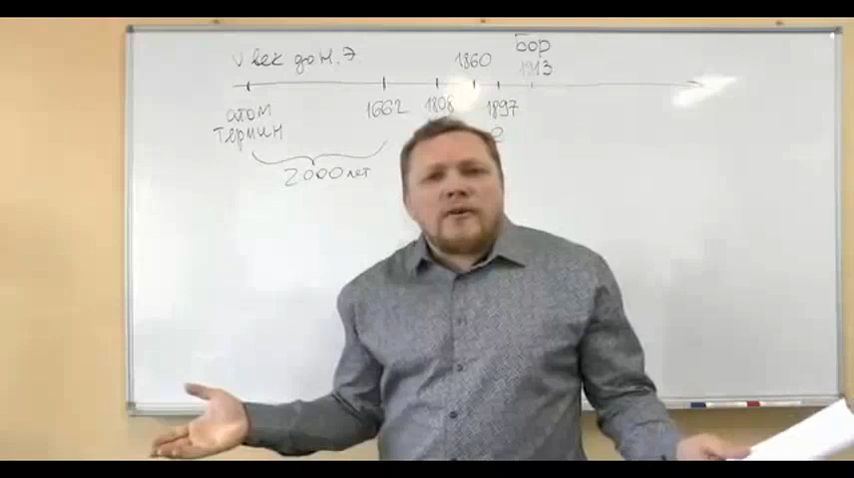 V век до н. э.
1860
Бор
1913
атом
термин
1662
1808
1897
e
2000 лет